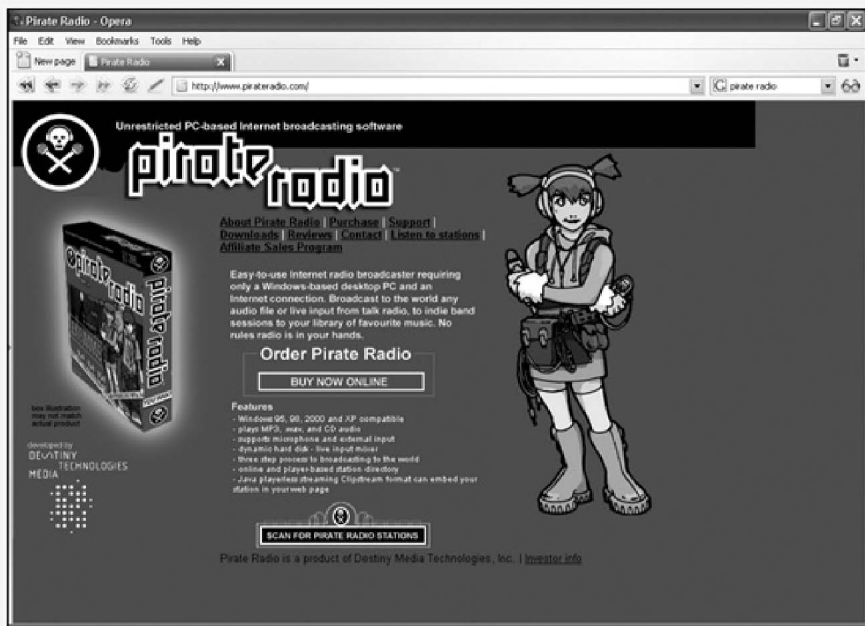 Pirate Radio - Opera
File Edit View Bookmarks Tools Help
New page Pirate Radio
http://www.pirateradio.com/ G pirate radio
Unrestricted PC-based Internet broadcasting software
pirate radio™
About Pirate Radio | Purchase | Support |
Downloads | Reviews | Contact | Listen to stations |
Affiliate Sales Program
pirate radio
pirate radio
Easy-to-use Internet radio broadcaster requiring
only a Windows-based desktop PC and an
Internet connection. Broadcast to the world any
audio file or live input from talk radio, to indie band
sessions to your library of favourite music. No
rules radio is in your hands.
Order Pirate Radio
BUY NOW ONLINE
box illustration
may not match
actual product
Features
- Windows 95, 98, 2000 and XP compatible
- plays MP3, .wav, and CD audio
- supports microphone and external input
- dynamic hard disk - live input mixer
- three step process to broadcasting to the world
- online and player-based station directory
- Java playerless streaming Clipstream format can embed your
station in your web page
developed by
DESTINY
TECHNOLOGIES
MEDIA
SCAN FOR PIRATE RADIO STATIONS
Pirate Radio is a product of Destiny Media Technologies, Inc. | Investor info